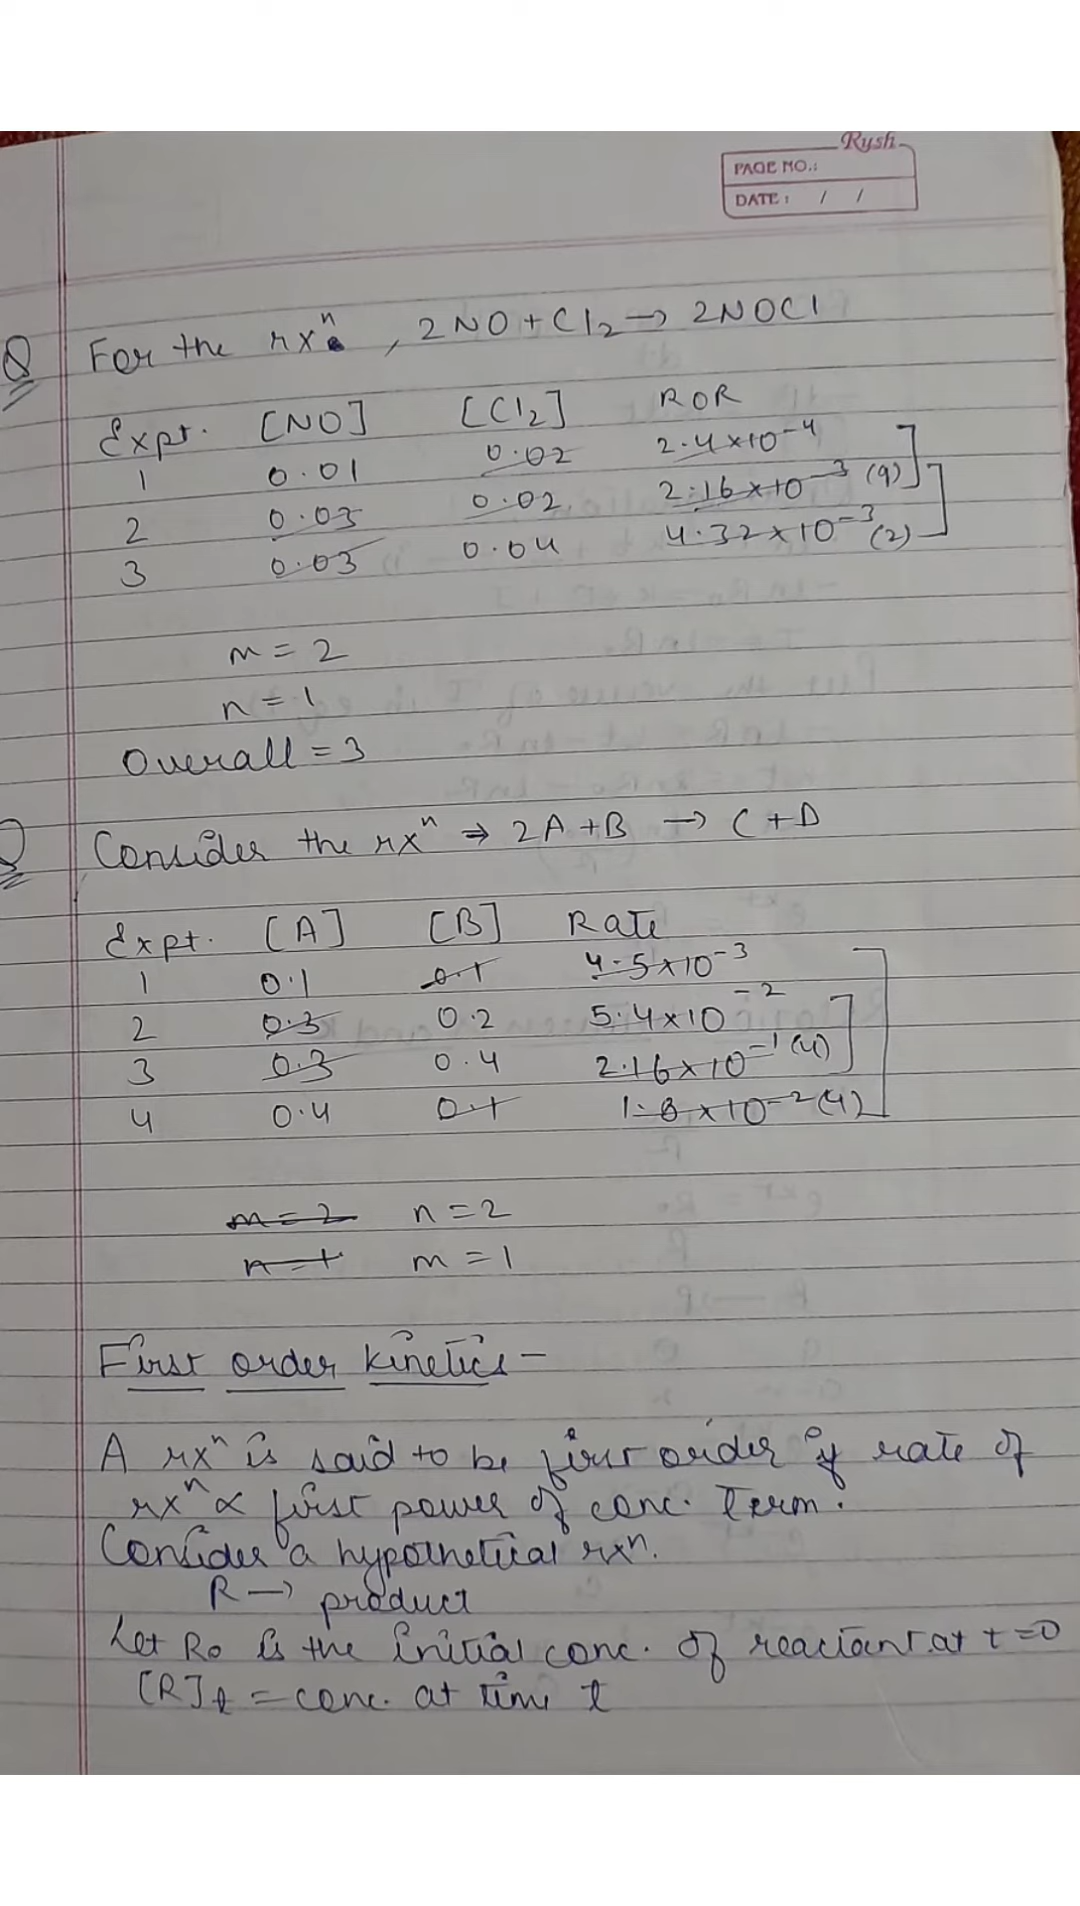 Rysh
PAGE NO.:
DATE: / /
Q For the rxⁿ, 2NO + Cl₂ → 2NOCl
Expt. [NO] [Cl₂] ROR
1 0.01 0.02 2.4×10⁻⁴
2 0.03 0.02 2.16×10⁻³ (9)
3 0.03 0.04 4.32×10⁻³ (2)
m = 2
n = 1
Overall = 3
Q Consider the rxⁿ ⇒ 2A + B → C + D
Expt. [A] [B] Rate
1 0.1 0.1 4.5×10⁻³
2 0.3 0.2 5.4×10⁻²
3 0.3 0.4 2.16×10⁻¹ (4)
4 0.4 0.1 1.8×10⁻² (4)
m = 2 n = 2
n = 1 m = 1
First order Kinetics –
A rxⁿ is said to be first order if rate of
rxⁿ ∝ first power of conc. term.
Consider a hypothetical rxⁿ.
R → product
Let R₀ is the initial conc. of reactant at t=0
[R]t = conc. at time t